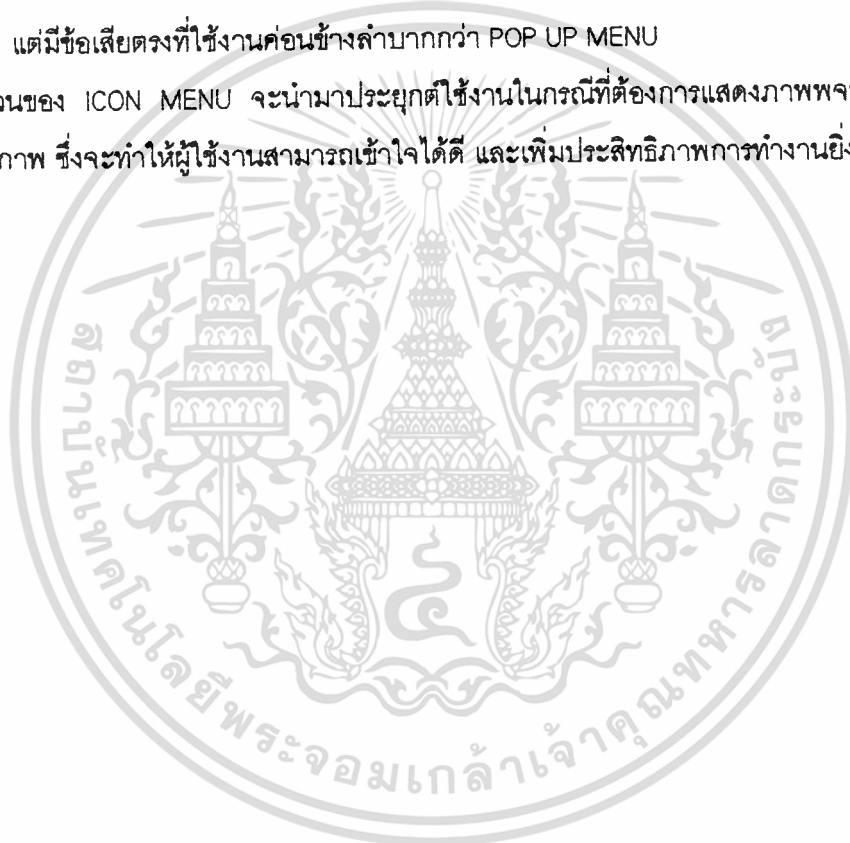 แต่มีข้อเสียตรงที่ใช้งานค่อนข้างลำบากกว่า POP UP MENU
วนของ ICON MENU จะนำมาประยุกต์ใช้งานในกรณีที่ต้องการแสดงภาพพจ
ภาพ ซึ่งจะทำให้ผู้ใช้งานสามารถเข้าใจได้ดี และเพิ่มประสิทธิภาพการทำงานยิ่ง
สถาบันเทคโนโลยีพระจอมเกล้าเจ้าคุณทหารลาดกระบัง